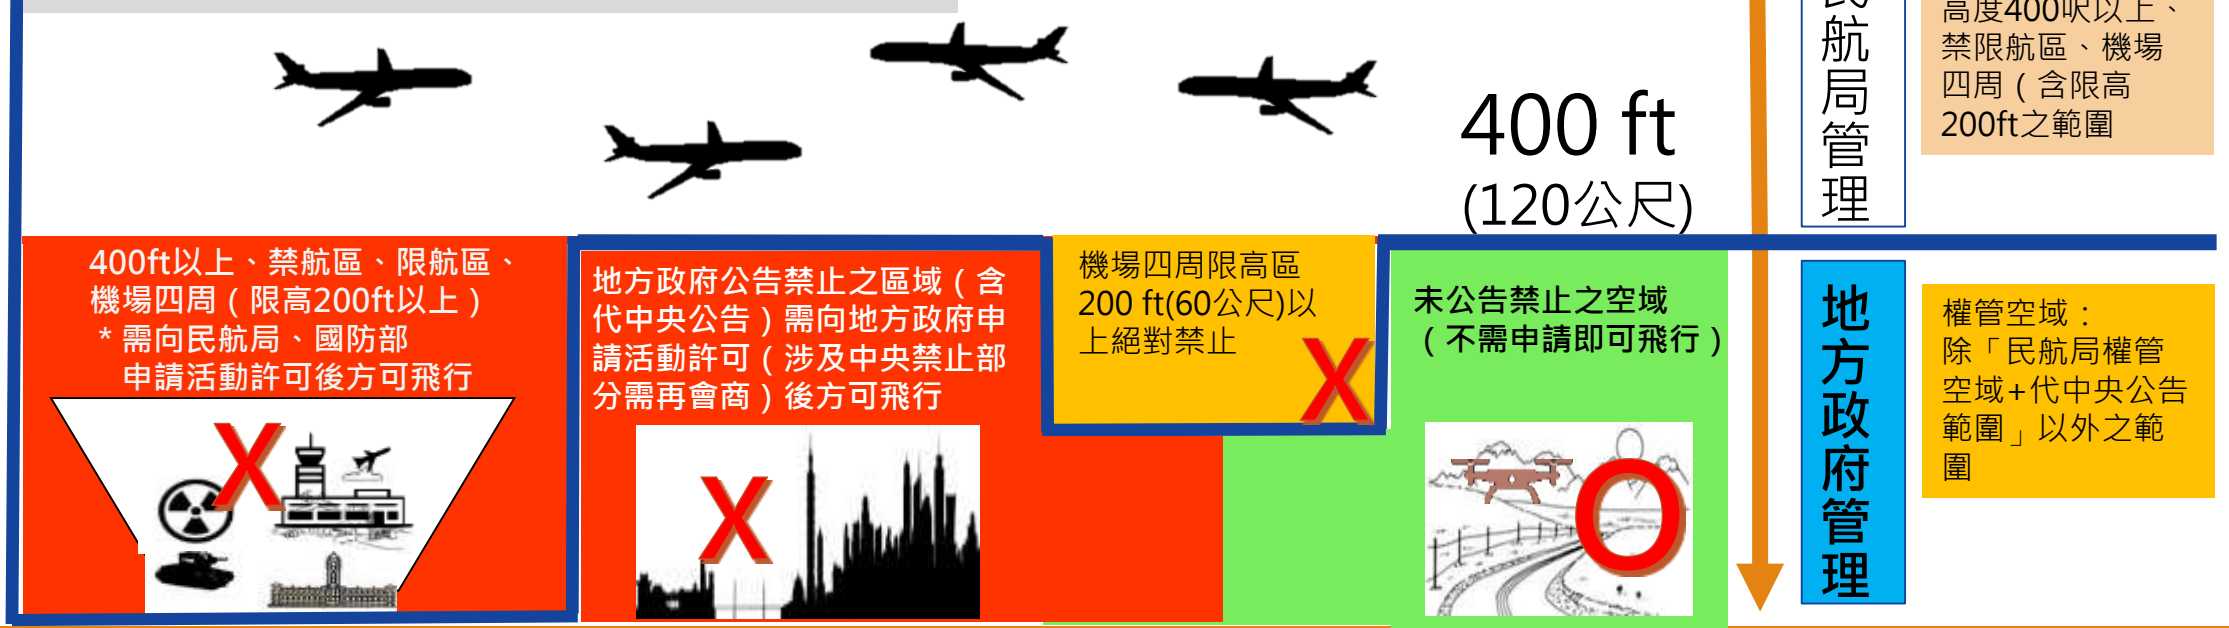 400 ft
(120公尺)
航局管理
高度400呎以上、
禁限航區、機場
四周（含限高
200ft之範圍
400ft以上、禁航區、限航區、
機場四周（限高200ft以上）
* 需向民航局、國防部
申請活動許可後方可飛行
X
地方政府公告禁止之區域（含
代中央公告）需向地方政府申
請活動許可（涉及中央禁止部
分需再會商）後方可飛行
X
機場四周限高區
200 ft(60公尺)以
上絕對禁止
X
未公告禁止之空域
（不需申請即可飛行）
O
地方政府管理
權管空域：
除「民航局權管
空域+代中央公告
範圍」以外之範
圍